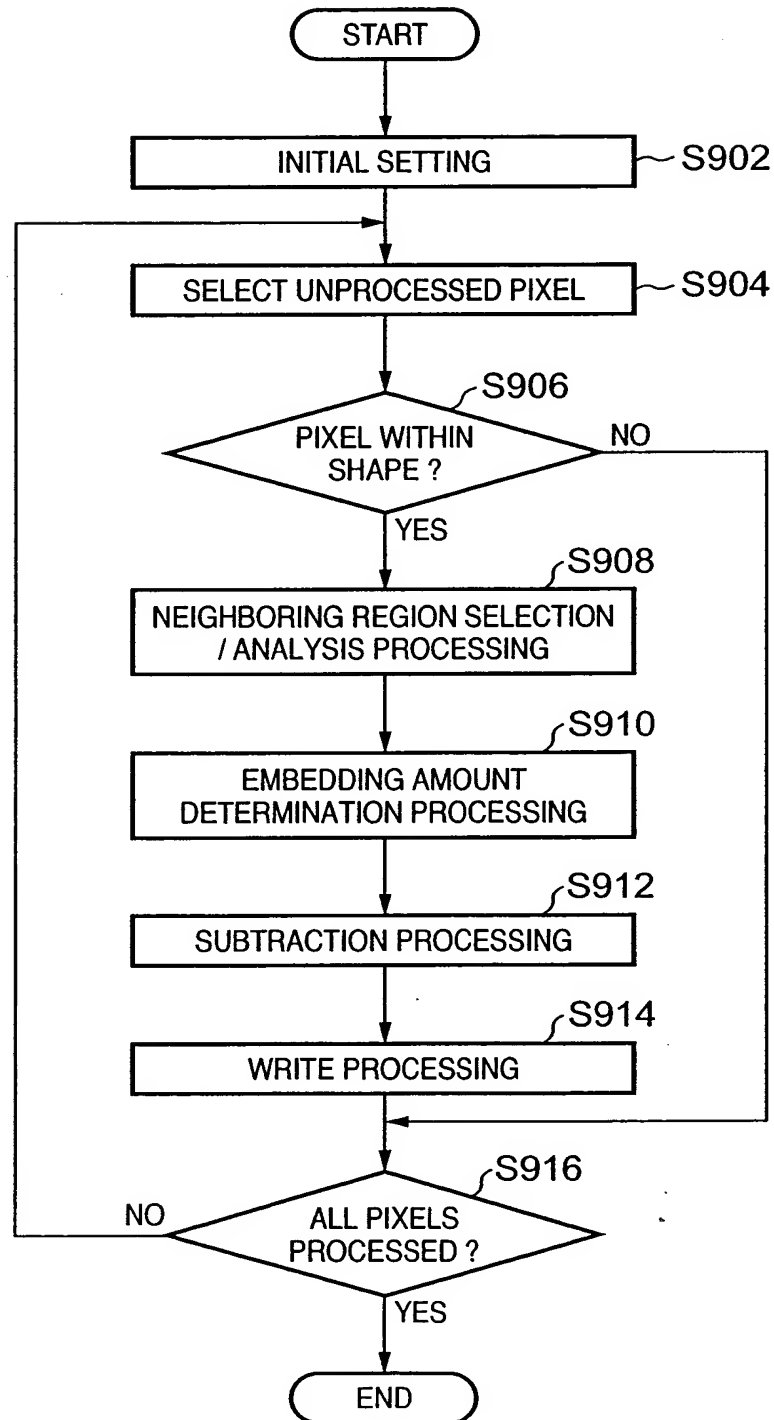 START
INITIAL SETTING
S902
SELECT UNPROCESSED PIXEL
S904
S906
PIXEL WITHIN
SHAPE ?
NO
YES
S908
NEIGHBORING REGION SELECTION
/ ANALYSIS PROCESSING
S910
EMBEDDING AMOUNT
DETERMINATION PROCESSING
S912
SUBTRACTION PROCESSING
S914
WRITE PROCESSING
S916
NO
ALL PIXELS
PROCESSED ?
YES
END